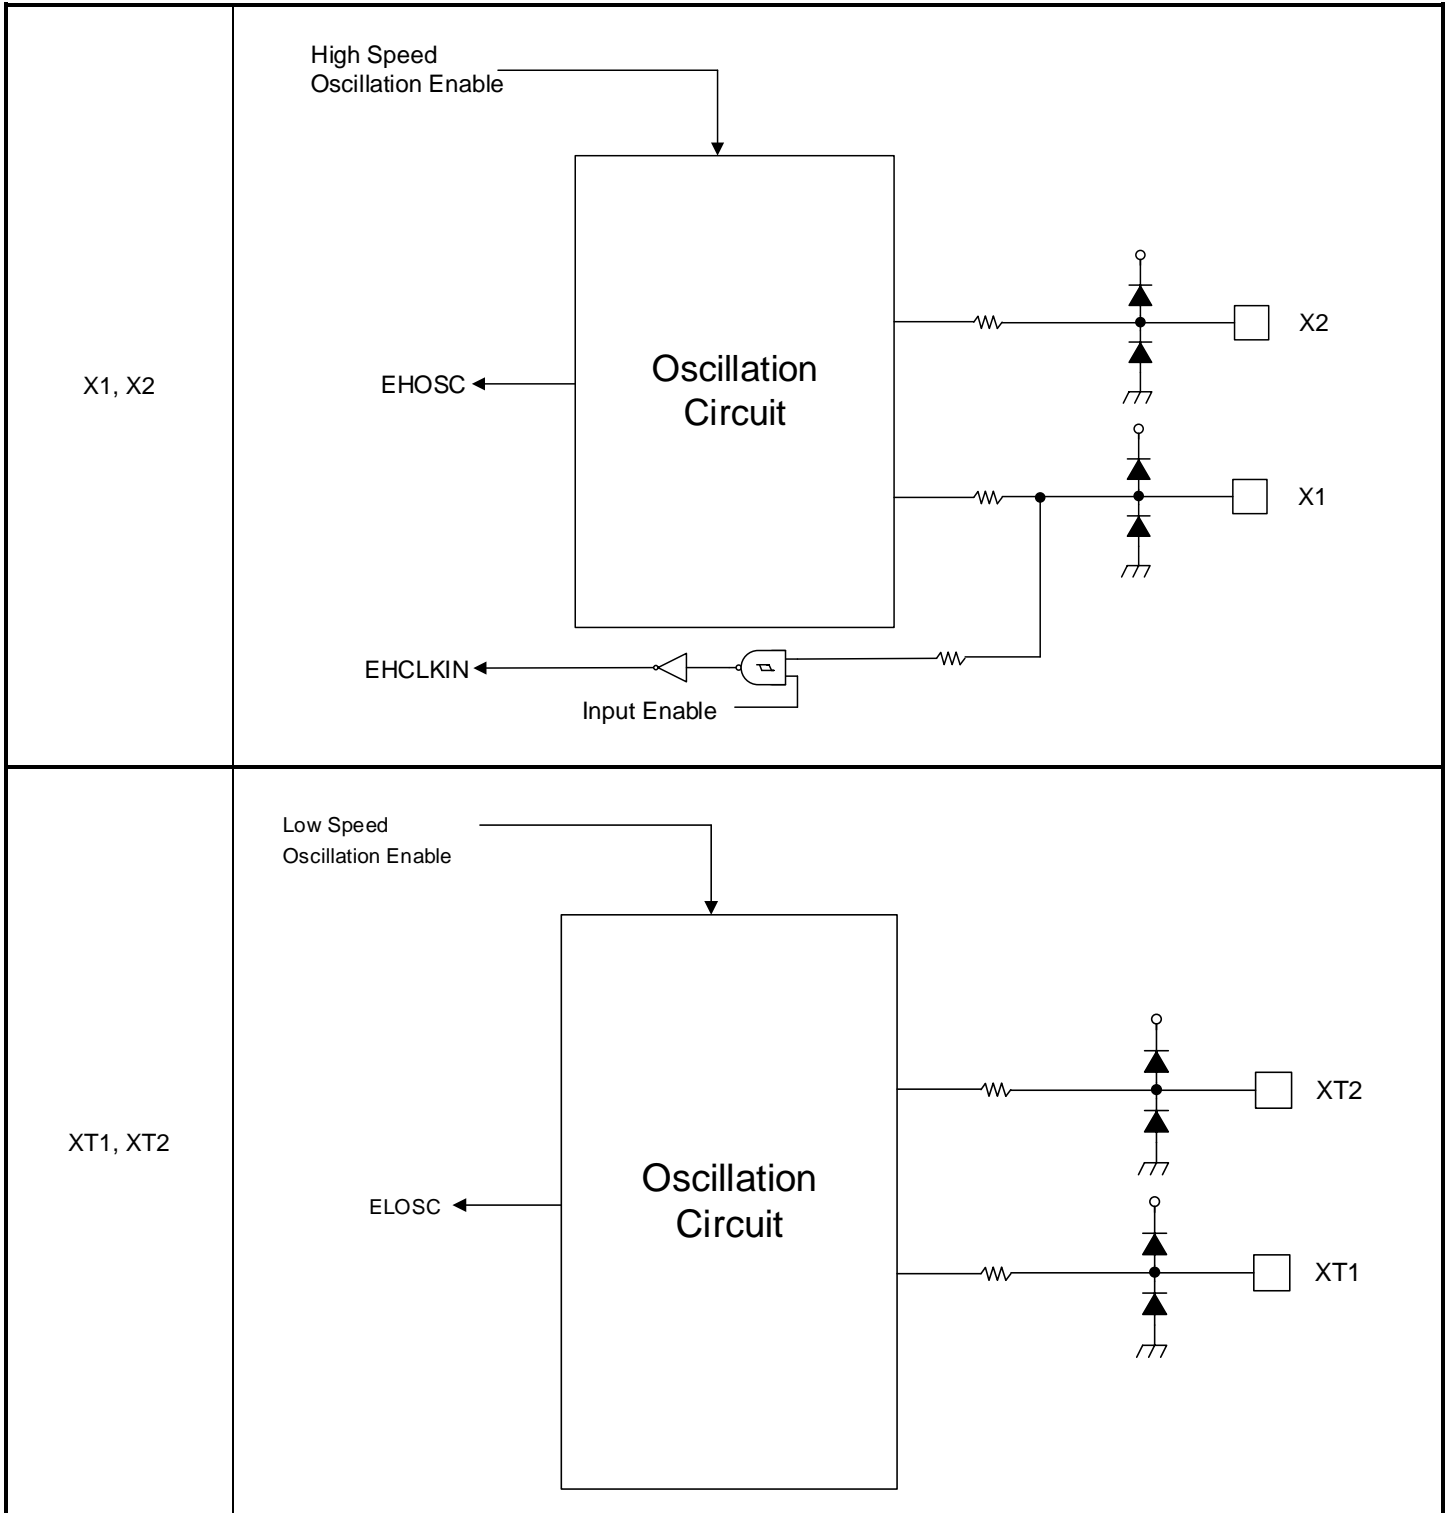 High Speed
Oscillation Enable
X2
X1, X2
EHOSC
Oscillation
Circuit
X1
EHCLKIN
Input Enable
Low Speed
Oscillation Enable
XT2
XT1, XT2
ELOSC
Oscillation
Circuit
XT1